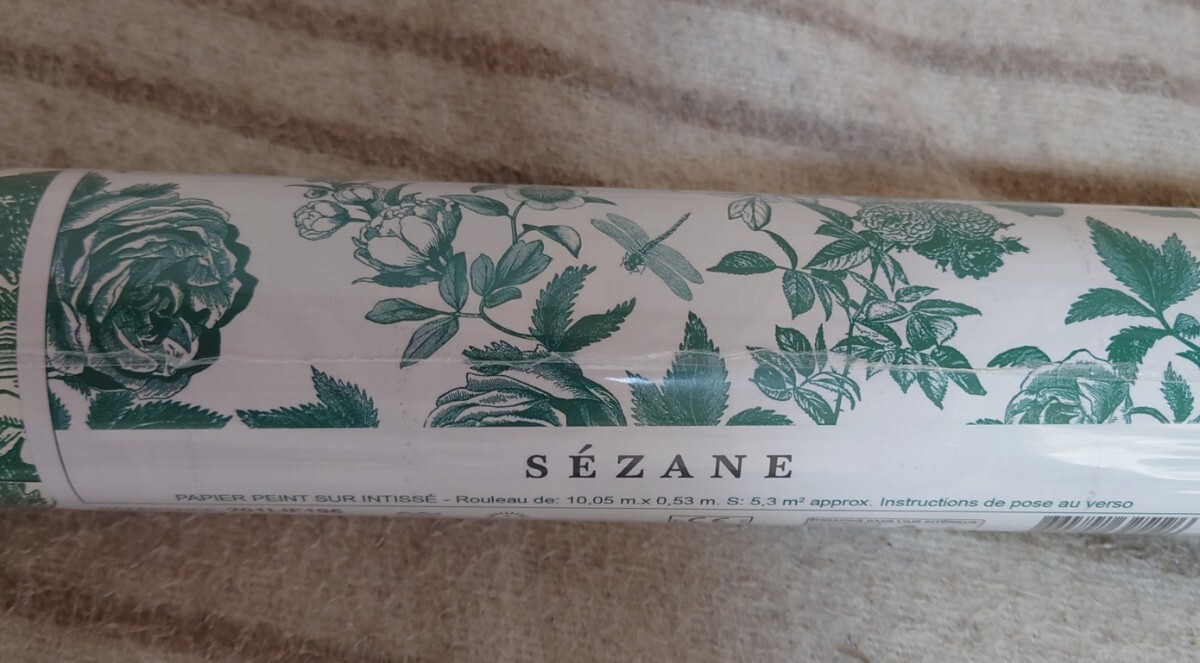 SÉZANE
PAPIER PEINT SUR INTISSÉ - Rouleau de: 10,05 m.x 0,53 m. S: 5,3 m² approx. Instructions de pose au verso